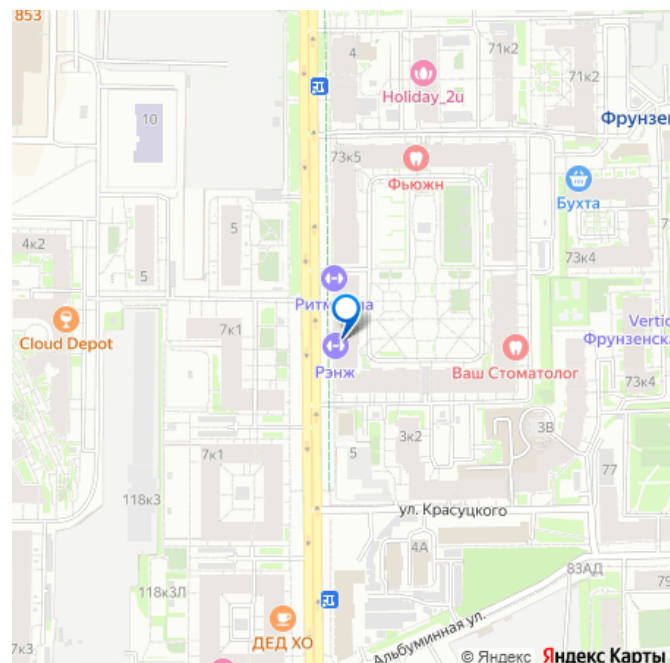 853
4
71к2
Holiday_2u
71к2
10
Фрунзен
73к5
Фьюжн
Бухта
5
4к2
5
73к4
Cloud Depot
7к1
Рэнж
Ваш Стоматолог
Vertic
Фрунзенска
73к4
7к1
5
3к2
3В
77
118к3
ул. Красуцкого
4А
83АД
118к3Л
79
ДЕД ХО
Альбуминная ул.
7к3
© Яндекс Яндекс Карты